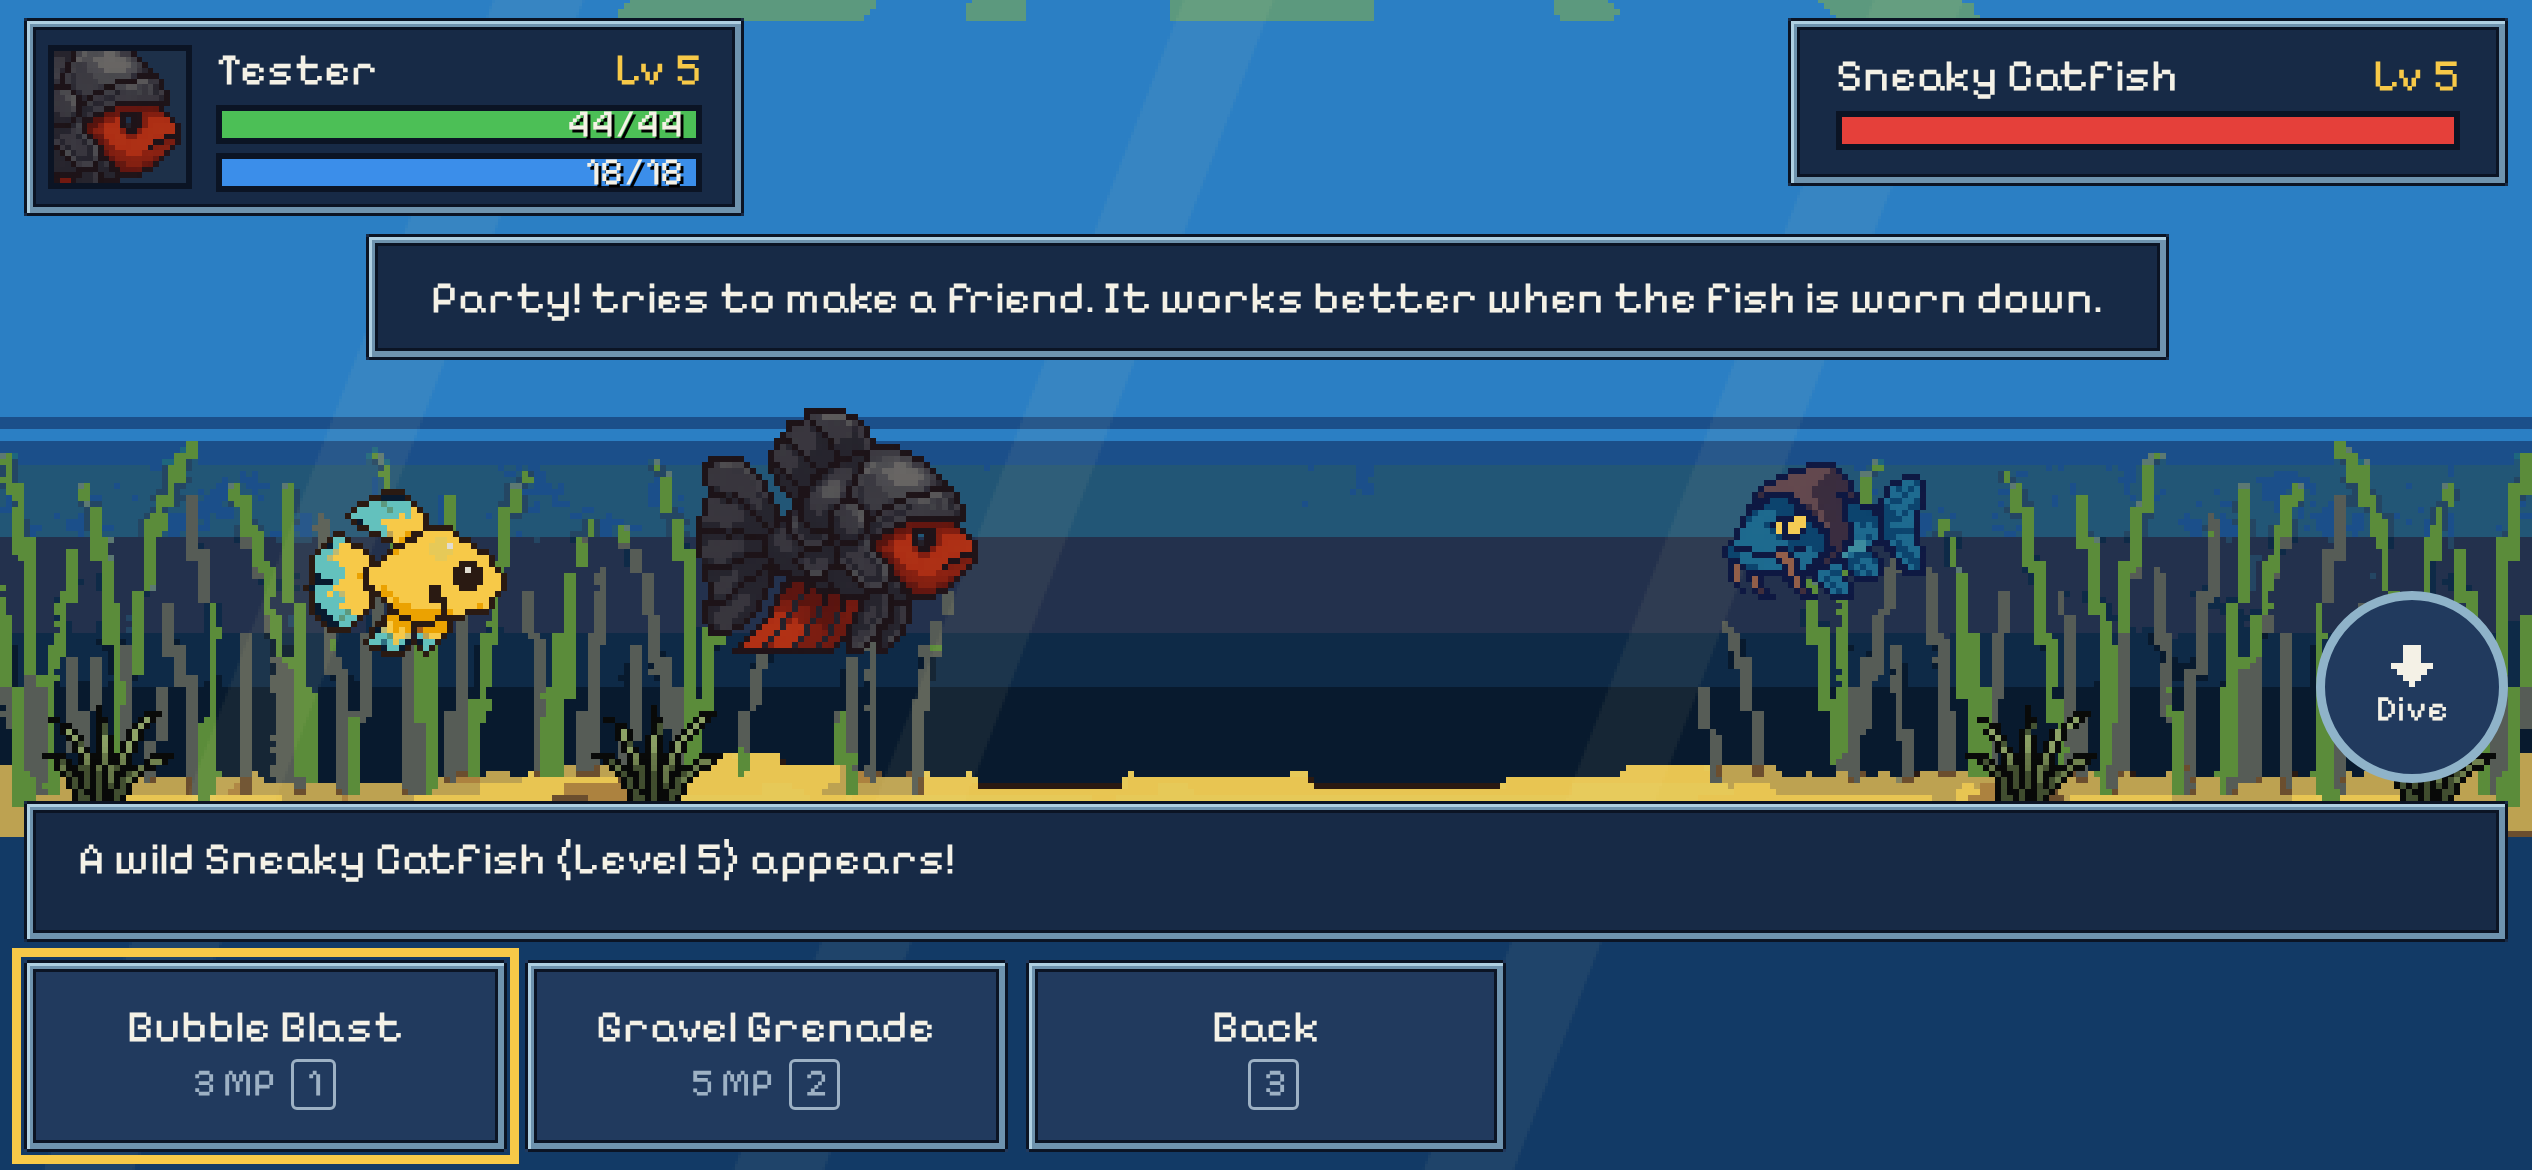 Tester Lv 5
44/44
18/18
Sneaky Catfish Lv 5
Party! tries to make a friend. It works better when the fish is worn down.
Dive
A wild Sneaky Catfish (Level 5) appears!
Bubble Blast
3 MP 1
Gravel Grenade
5 MP 2
Back
3